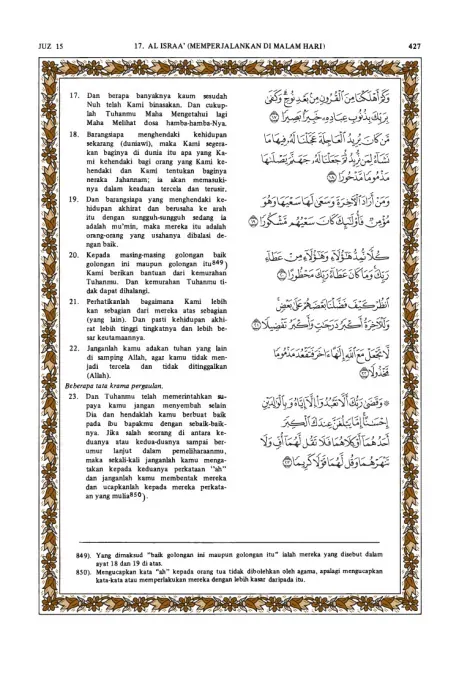 JUZ 15
17. AL ISRAA' (MEMPERJALANKAN DI MALAM HARI)
427
17. Dan berapa banyaknya kaum sesudah
Nuh telah Kami binasakan. Dan cukup-
lah Tuhanmu Maha Mengetahui lagi
Maha Melihat dosa hamba-hamba-Nya.
18. Barangsiapa menghendaki kehidupan
sekarang (duniawi), maka Kami segera-
kan baginya di dunia itu apa yang Ka-
mi kehendaki bagi orang yang Kami ke-
hendaki dan Kami tentukan baginya
neraka Jahannam; ia akan memasuki-
nya dalam keadaan tercela dan terusir.
19. Dan barangsiapa yang menghendaki ke-
hidupan akhirat dan berusaha ke arah
itu dengan sungguh-sungguh sedang ia
adalah mu'min, maka mereka itu adalah
orang-orang yang usahanya dibalasi de-
ngan baik.
20. Kepada masing-masing golongan baik
golongan ini maupun golongan itu849)
Kami berikan bantuan dari kemurahan
Tuhanmu. Dan kemurahan Tuhanmu ti-
dak dapat dihalangi.
21. Perhatikanlah bagaimana Kami lebih
kan sebagian dari mereka atas sebagian
(yang lain). Dan pasti kehidupan akhi-
rat lebih tinggi tingkatnya dan lebih be-
sar keutamaannya.
22. Janganlah kamu adakan tuhan yang lain
di samping Allah, agar kamu tidak men-
jadi tercela dan tidak ditinggalkan
(Allah).
Beberapa tata krama pergaulan.
23. Dan Tuhanmu telah memerintahkan su-
paya kamu jangan menyembah selain
Dia dan hendaklah kamu berbuat baik
pada ibu bapakmu dengan sebaik-baik-
nya. Jika salah seorang di antara ke-
duanya atau kedua-duanya sampai ber-
umur lanjut dalam pemeliharaanmu,
maka sekali-kali janganlah kamu menga-
takan kepada keduanya perkataan "ah"
dan janganlah kamu membentak mereka
dan ucapkanlah kepada mereka perkata-
an yang mulia850).
وَكَمْ أَهْلَكْنَا مِنَ الْقُرُونِ مِنْ بَعْدِ نُوحٍ وَكَفَى
بِرَبِّكَ بِذُنُوبِ عِبَادِهِ خَبِيرًا بَصِيرًا ۝١٧
مَنْ كَانَ يُرِيدُ الْعَاجِلَةَ عَجَّلْنَا لَهُ فِيهَا مَا
نَشَاءُ لِمَنْ نُرِيدُ ثُمَّ جَعَلْنَا لَهُ جَهَنَّمَ يَصْلَاهَا
مَذْمُومًا مَدْحُورًا ۝١٨
وَمَنْ أَرَادَ الْآخِرَةَ وَسَعَى لَهَا سَعْيَهَا وَهُوَ
مُؤْمِنٌ فَأُولَئِكَ كَانَ سَعْيُهُمْ مَشْكُورًا ۝١٩
كُلًّا نُمِدُّ هَؤُلَاءِ وَهَؤُلَاءِ مِنْ عَطَاءِ
رَبِّكَ وَمَا كَانَ عَطَاءُ رَبِّكَ مَحْظُورًا ۝٢٠
انْظُرْ كَيْفَ فَضَّلْنَا بَعْضَهُمْ عَلَى بَعْضٍ
وَلَلْآخِرَةُ أَكْبَرُ دَرَجَاتٍ وَأَكْبَرُ تَفْضِيلًا ۝٢١
لَا تَجْعَلْ مَعَ اللَّهِ إِلَهًا آخَرَ فَتَقْعُدَ مَذْمُومًا
مَخْذُولًا ۝٢٢
وَقَضَى رَبُّكَ أَلَّا تَعْبُدُوا إِلَّا إِيَّاهُ وَبِالْوَالِدَيْنِ
إِحْسَانًا إِمَّا يَبْلُغَنَّ عِنْدَكَ الْكِبَرَ
أَحَدُهُمَا أَوْ كِلَاهُمَا فَلَا تَقُلْ لَهُمَا أُفٍّ وَلَا
تَنْهَرْهُمَا وَقُلْ لَهُمَا قَوْلًا كَرِيمًا ۝٢٣
849). Yang dimaksud "baik golongan ini maupun golongan itu" ialah mereka yang disebut dalam
ayat 18 dan 19 di atas.
850). Mengucapkan kata "ah" kepada orang tua tidak dibolehkan oleh agama, apalagi mengucapkan
kata-kata atau memperlakukan mereka dengan lebih kasar daripada itu.